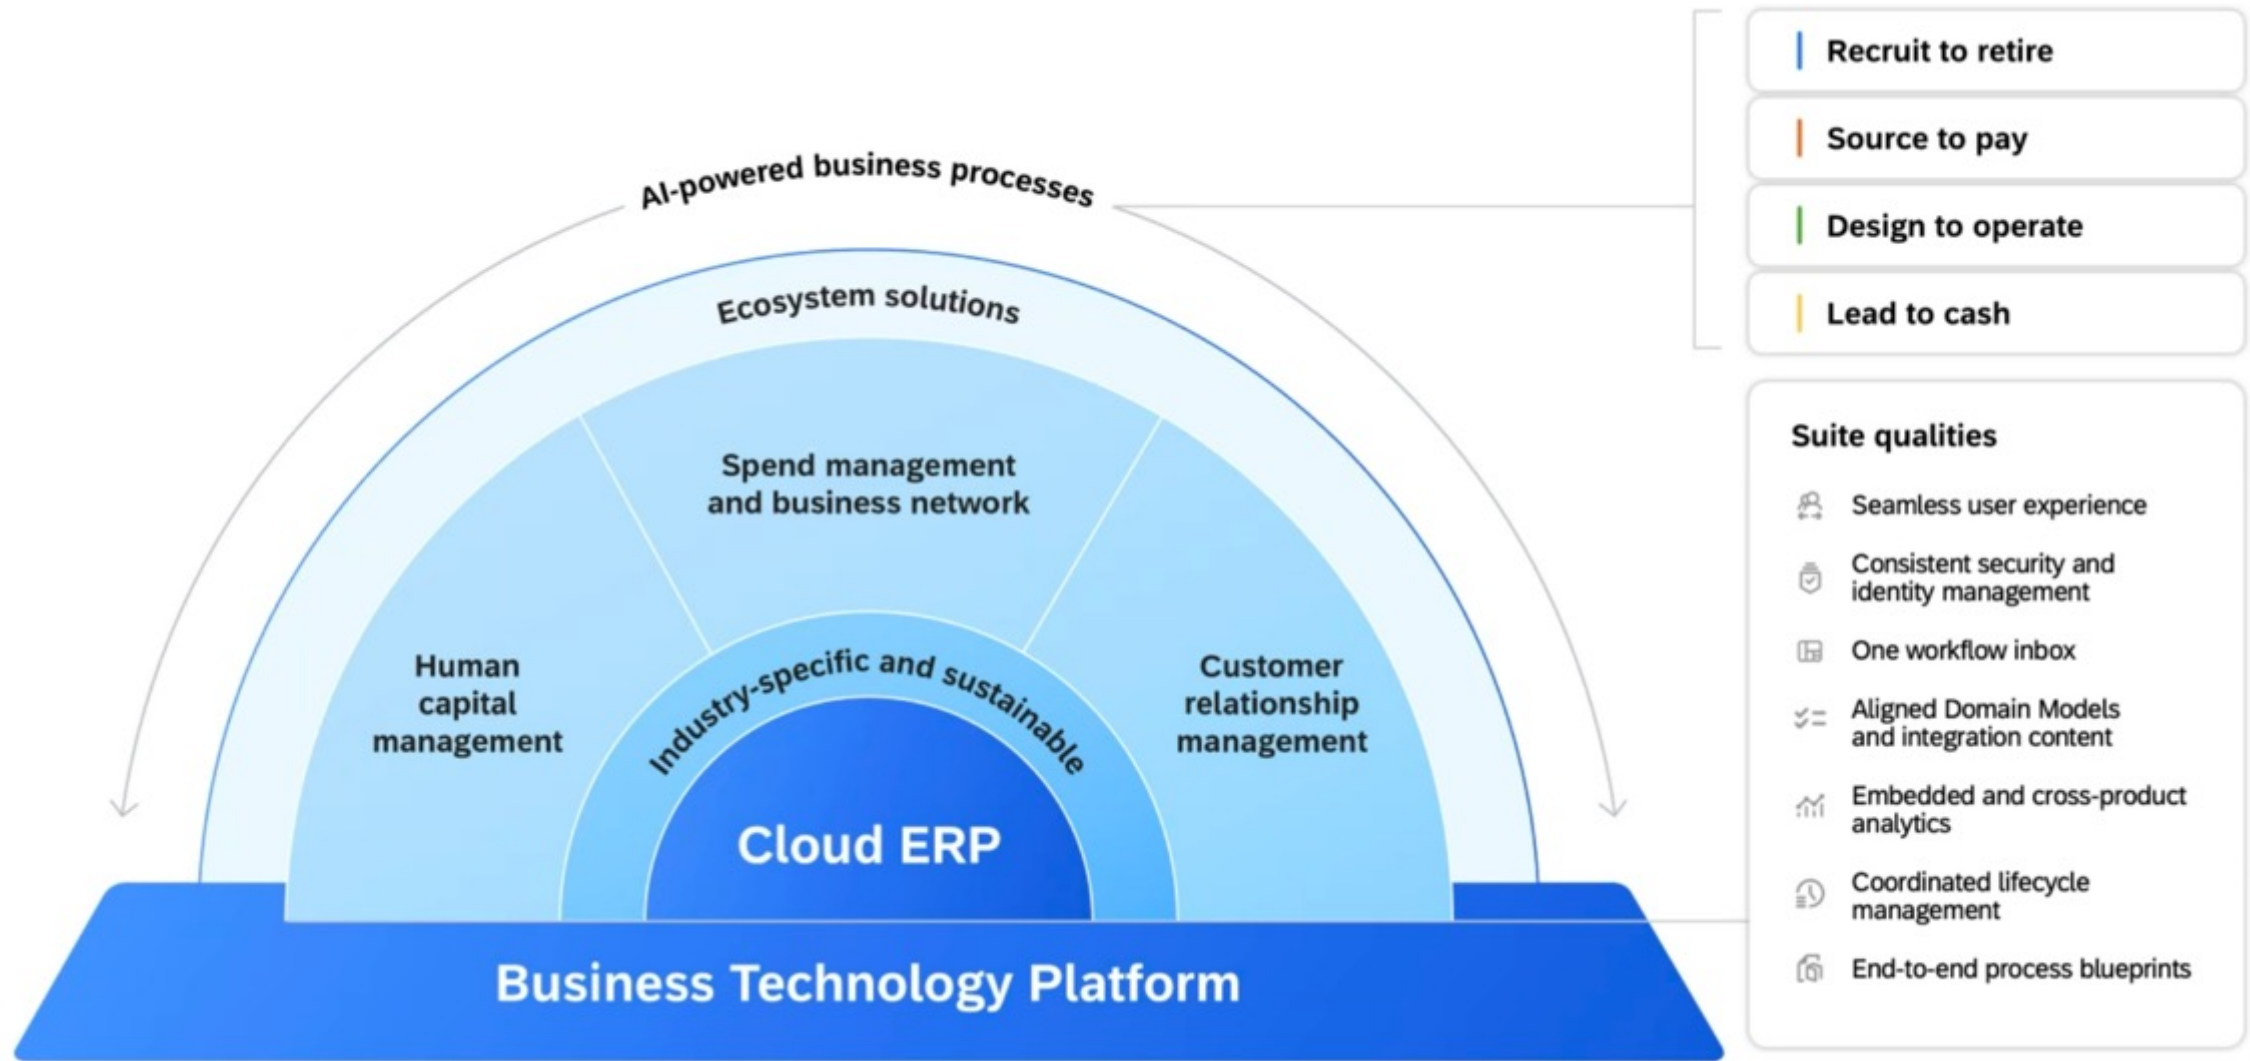 AI-powered business processes
Ecosystem solutions
Spend management
and business network
Human
capital
management
Industry-specific and sustainable
Customer
relationship
management
Cloud ERP
Business Technology Platform
Recruit to retire
Source to pay
Design to operate
Lead to cash
Suite qualities
Seamless user experience
Consistent security and
identity management
One workflow inbox
Aligned Domain Models
and integration content
Embedded and cross-product
analytics
Coordinated lifecycle
management
End-to-end process blueprints